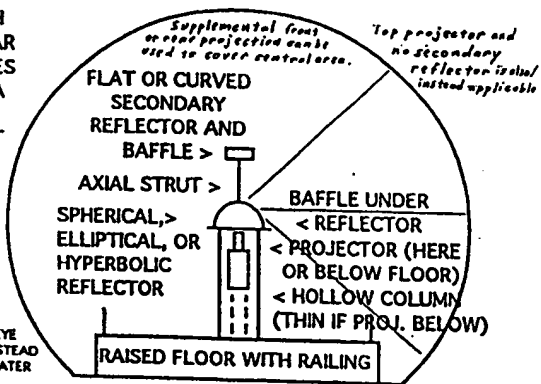 Supplemental front
or rear projection can be
used to cover central area.
Top projector and
no secondary
reflector is also
instead applicable
FLAT OR CURVED
SECONDARY
REFLECTOR AND
BAFFLE >
AXIAL STRUT >
SPHERICAL,>
ELLIPTICAL, OR
HYPERBOLIC
REFLECTOR
BAFFLE UNDER
< REFLECTOR
< PROJECTOR (HERE
OR BELOW FLOOR)
< HOLLOW COLUMN
(THIN IF PROJ. BELOW)
RAISED FLOOR WITH RAILING